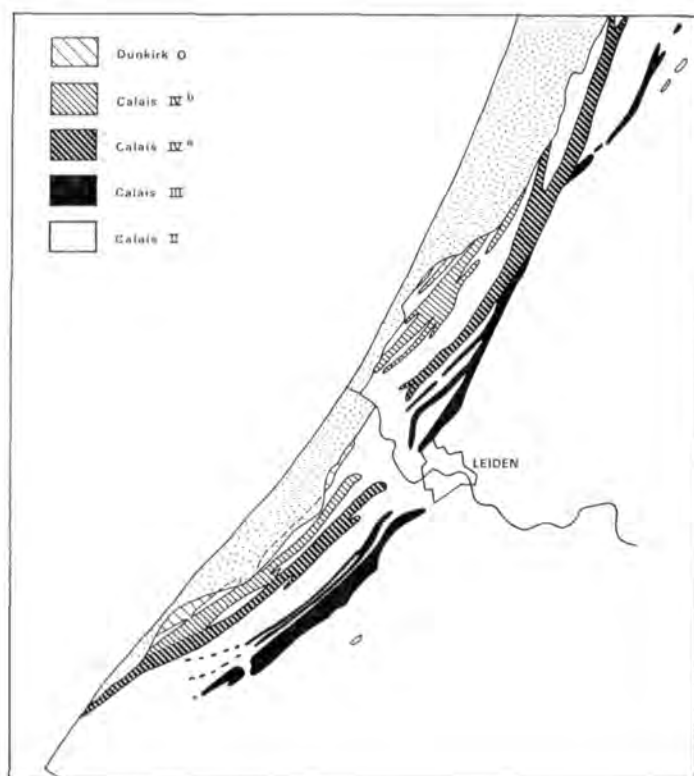 Dunkirk O
Calais IV b
Calais IV a
Calais III
Calais II
LEIDEN